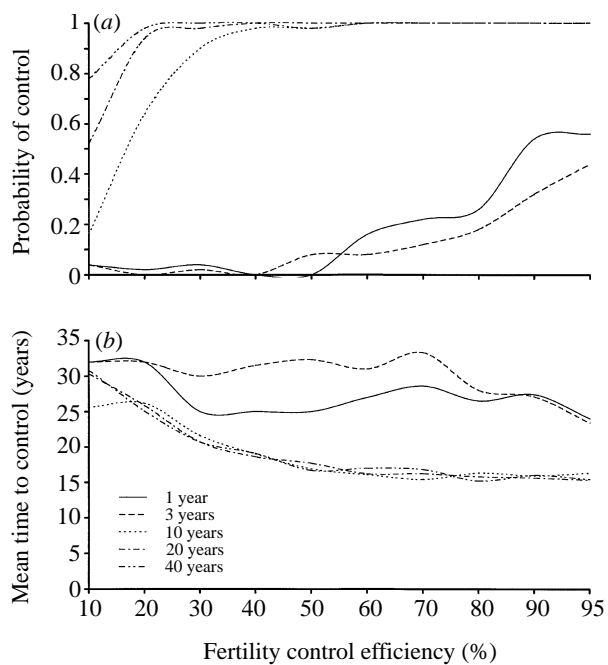 (a)
Probability of control
1
0.8
0.6
0.4
0.2
0
(b)
Mean time to control (years)
35
30
25
20
15
10
5
0
1 year
3 years
10 years
20 years
40 years
10 20 30 40 50 60 70 80 90 95
Fertility control efficiency (%)